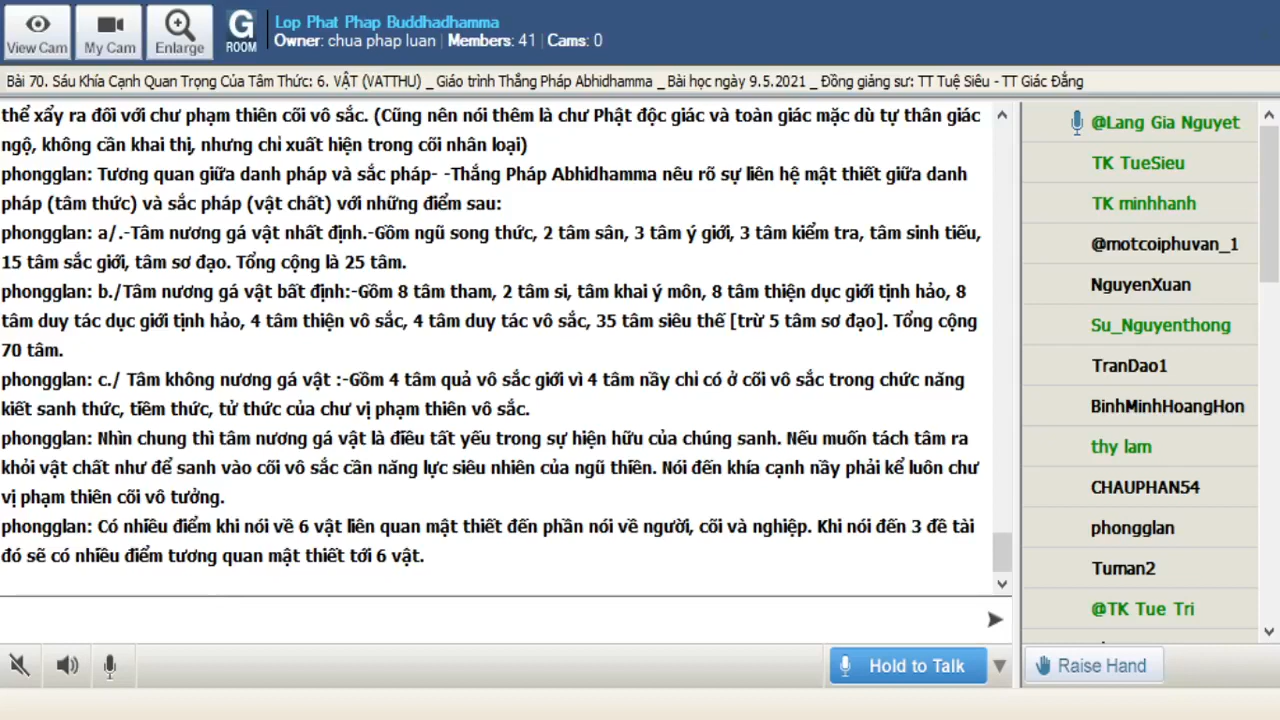 View Cam
My Cam
Enlarge
G
ROOM
Lop Phat Phap Buddhadhamma
Owner: chua phap luan | Members: 41 | Cams: 0
Bài 70. Sáu Khía Cạnh Quan Trọng Của Tâm Thức: 6. VẬT (VATTHU) _ Giáo trình Thắng Pháp Abhidhamma _ Bài học ngày 9.5.2021 _ Đồng giảng sư: TT Tuệ Siêu - TT Giác Đẳng
thể xẩy ra đối với chư phạm thiên cõi vô sắc. (Cũng nên nói thêm là chư Phật độc giác và toàn giác mặc dù tự thân giác
ngộ, không cần khai thị, nhưng chỉ xuất hiện trong cõi nhân loại)
phongglan: Tương quan giữa danh pháp và sắc pháp- -Thắng Pháp Abhidhamma nêu rõ sự liên hệ mật thiết giữa danh
pháp (tâm thức) và sắc pháp (vật chất) với những điểm sau:
phongglan: a/.-Tâm nương gá vật nhất định.-Gồm ngũ song thức, 2 tâm sân, 3 tâm ý giới, 3 tâm kiểm tra, tâm sinh tiếu,
15 tâm sắc giới, tâm sơ đạo. Tổng cộng là 25 tâm.
phongglan: b./Tâm nương gá vật bất định:-Gồm 8 tâm tham, 2 tâm si, tâm khai ý môn, 8 tâm thiện dục giới tịnh hảo, 8
tâm duy tác dục giới tịnh hảo, 4 tâm thiện vô sắc, 4 tâm duy tác vô sắc, 35 tâm siêu thế [trừ 5 tâm sơ đạo]. Tổng cộng
70 tâm.
phongglan: c./ Tâm không nương gá vật :-Gồm 4 tâm quả vô sắc giới vì 4 tâm nầy chỉ có ở cõi vô sắc trong chức năng
kiết sanh thức, tiềm thức, tử thức của chư vị phạm thiên vô sắc.
phongglan: Nhìn chung thì tâm nương gá vật là điều tất yếu trong sự hiện hữu của chúng sanh. Nếu muốn tách tâm ra
khỏi vật chất như để sanh vào cõi vô sắc cần năng lực siêu nhiên của ngũ thiền. Nói đến khía cạnh nầy phải kể luôn chư
vị phạm thiên cõi vô tưởng.
phongglan: Có nhiều điểm khi nói về 6 vật liên quan mật thiết đến phần nói về người, cõi và nghiệp. Khi nói đến 3 đề tài
đó sẽ có nhiều điểm tương quan mật thiết tới 6 vật.
@Lang Gia Nguyet
TK TueSieu
TK minhhanh
@motcoiphuvan_1
NguyenXuan
Su_Nguyenthong
TranDao1
BinhMinhHoangHon
thy lam
CHAUPHAN54
phongglan
Tuman2
@TK Tue Tri
Hold to Talk
Raise Hand